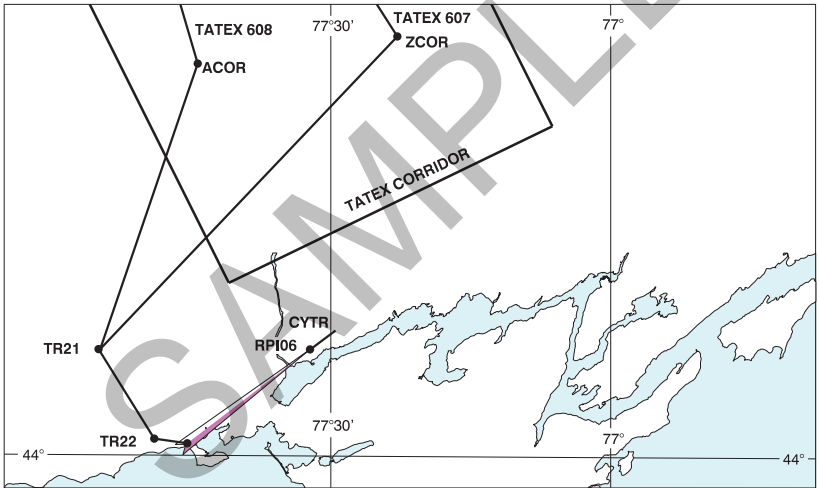 TATEX 608
TATEX 607
77°30'
77°
ACOR
ZCOR
TATEX CORRIDOR
CYTR
RPI06
TR21
TR22
77°30'
77°
44°
44°
SAMPLE